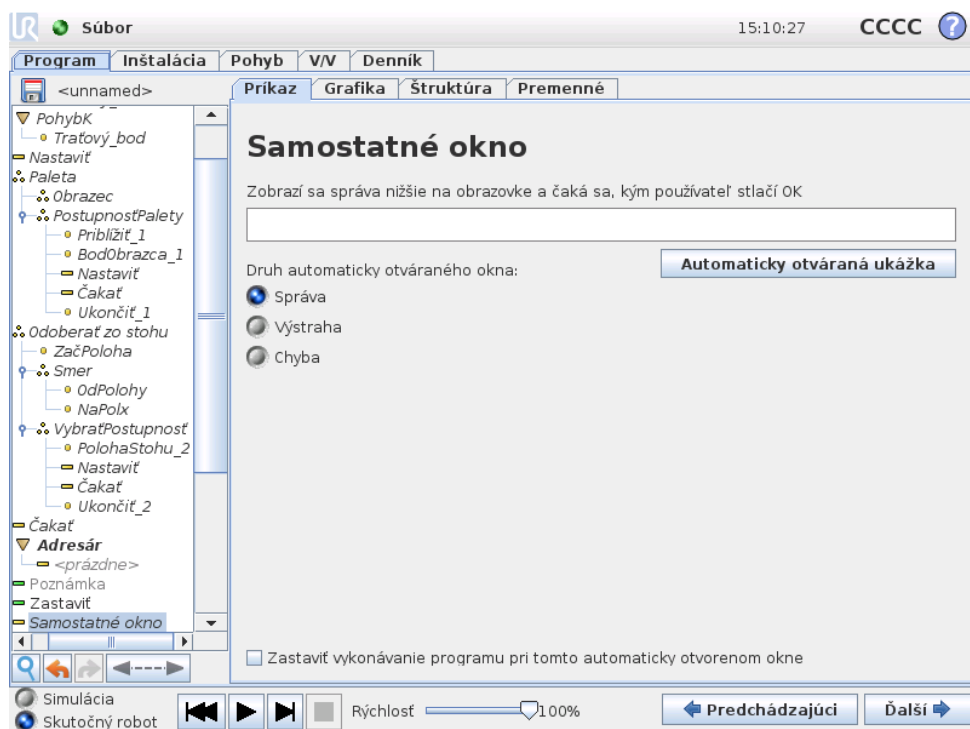 UR Súbor 15:10:27 CCCC ?
Program Inštalácia Pohyb V/V Denník
<unnamed>
Príkaz Grafika Štruktúra Premenné
PohybK
Traťový_bod
Nastaviť
Paleta
Obrazec
PostupnosťPalety
Priblížiť_1
BodObrazca_1
Nastaviť
Čakať
Ukončiť_1
Odoberať zo stohu
ZačPoloha
Smer
OdPolohy
NaPolx
VybraťPostupnosť
PolohaStohu_2
Nastaviť
Čakať
Ukončiť_2
Čakať
Adresár
<prázdne>
Poznámka
Zastaviť
Samostatné okno
Samostatné okno
Zobrazí sa správa nižšie na obrazovke a čaká sa, kým používateľ stlačí OK
Druh automaticky otváraného okna:
Automaticky otváraná ukážka
Správa
Výstraha
Chyba
Zastaviť vykonávanie programu pri tomto automaticky otvorenom okne
Simulácia
Skutočný robot
Rýchlosť 100%
Predchádzajúci
Ďalší